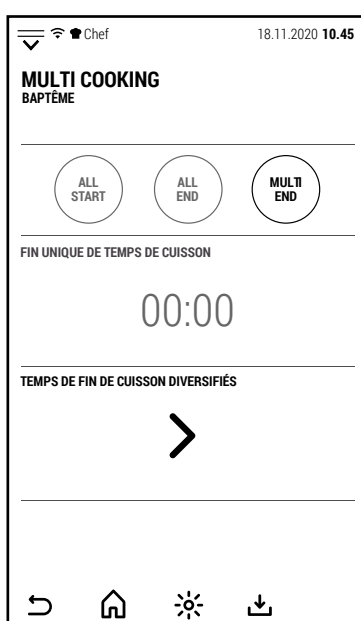 Chef 18.11.2020 10.45
MULTI COOKING
BAPTÊME
ALL START
ALL END
MULTI END
FIN UNIQUE DE TEMPS DE CUISSON
00:00
TEMPS DE FIN DE CUISSON DIVERSIFIÉS